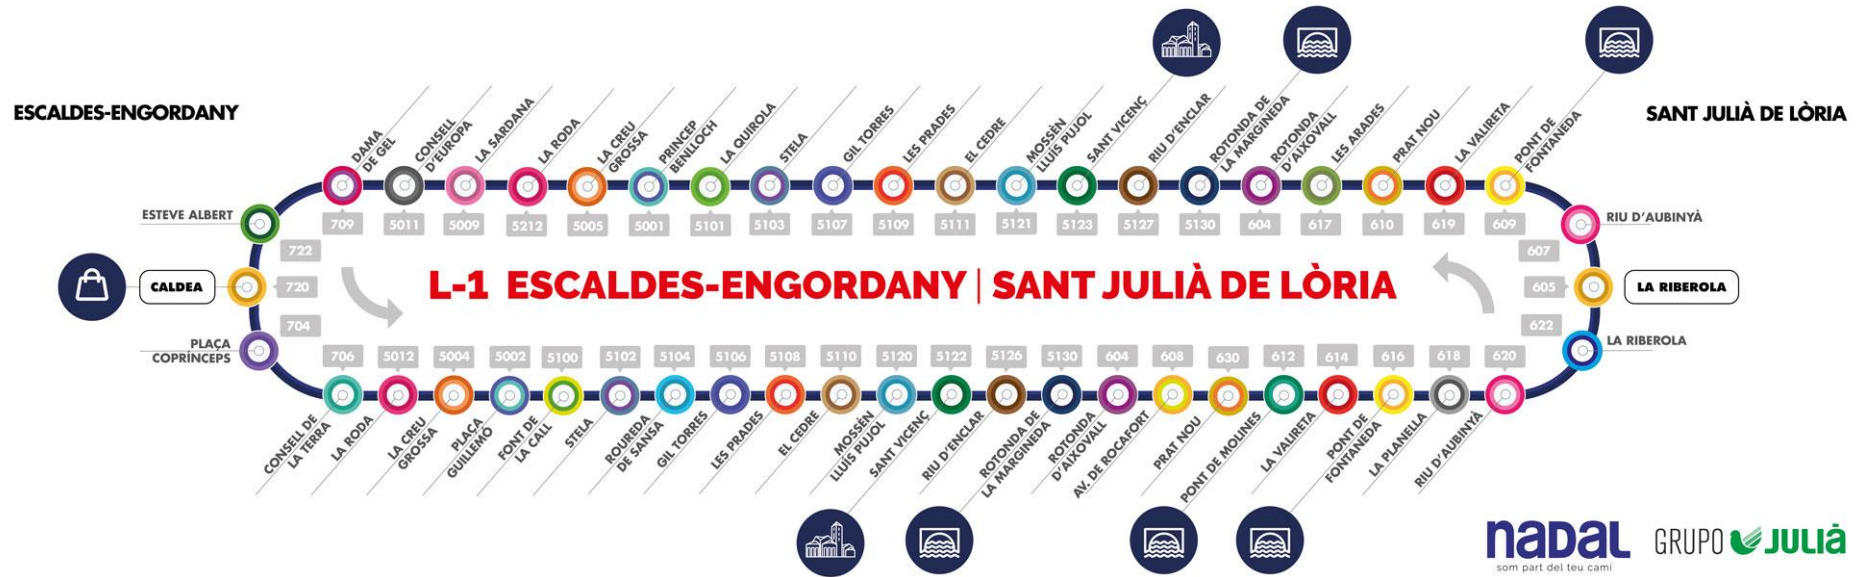 ESCALDES-ENGORDANY
SANT JULIÀ DE LÒRIA
DAMA
DE GEL
CONSELL
D'EUROPA
LA SARDANA
LA RODA
LA CREU
GROSSA
PRINCEP
BENLLOCH
LA QUIROLA
STELA
GIL TORRES
LES PRADES
EL CEDRE
MOSSÈN
LLUÍS PUJOL
SANT VICENÇ
RIU D'ENCLAR
ROTONDA DE
LA MARGINEDA
ROTONDA
D'AIXOVALL
LES ARADES
PRAT NOU
LA VALIRETA
PONT DE
FONTANEDA
709
5011
5009
5212
5005
5001
5101
5103
5107
5109
5111
5121
5123
5127
5130
604
617
610
619
609
ESTEVE ALBERT
722
607
RIU D'AUBINYÀ
CALDEA
720
L-1 ESCALDES-ENGORDANY | SANT JULIÀ DE LÒRIA
605
LA RIBEROLA
PLAÇA
COPRÍNCEPS
704
622
LA RIBEROLA
706
5012
5004
5002
5100
5102
5104
5106
5108
5110
5120
5122
5126
5130
604
608
630
612
614
616
618
620
CONSELL DE
LA TERRA
LA RODA
LA CREU
GROSSA
PLAÇA
GUILLEMÓ
FONT DE
LA CALL
STELA
ROUREDA
DE SANSA
GIL TORRES
LES PRADES
EL CEDRE
MOSSÈN
LLUÍS PUJOL
SANT VICENÇ
RIU D'ENCLAR
ROTONDA DE
LA MARGINEDA
ROTONDA
D'AIXOVALL
AV. DE ROCAFORT
PRAT NOU
PONT DE MOLINES
LA VALIRETA
PONT DE
FONTANEDA
LA PLANELLA
RIU D'AUBINYÀ
nadal
som part del teu camí
GRUPO JULIÀ